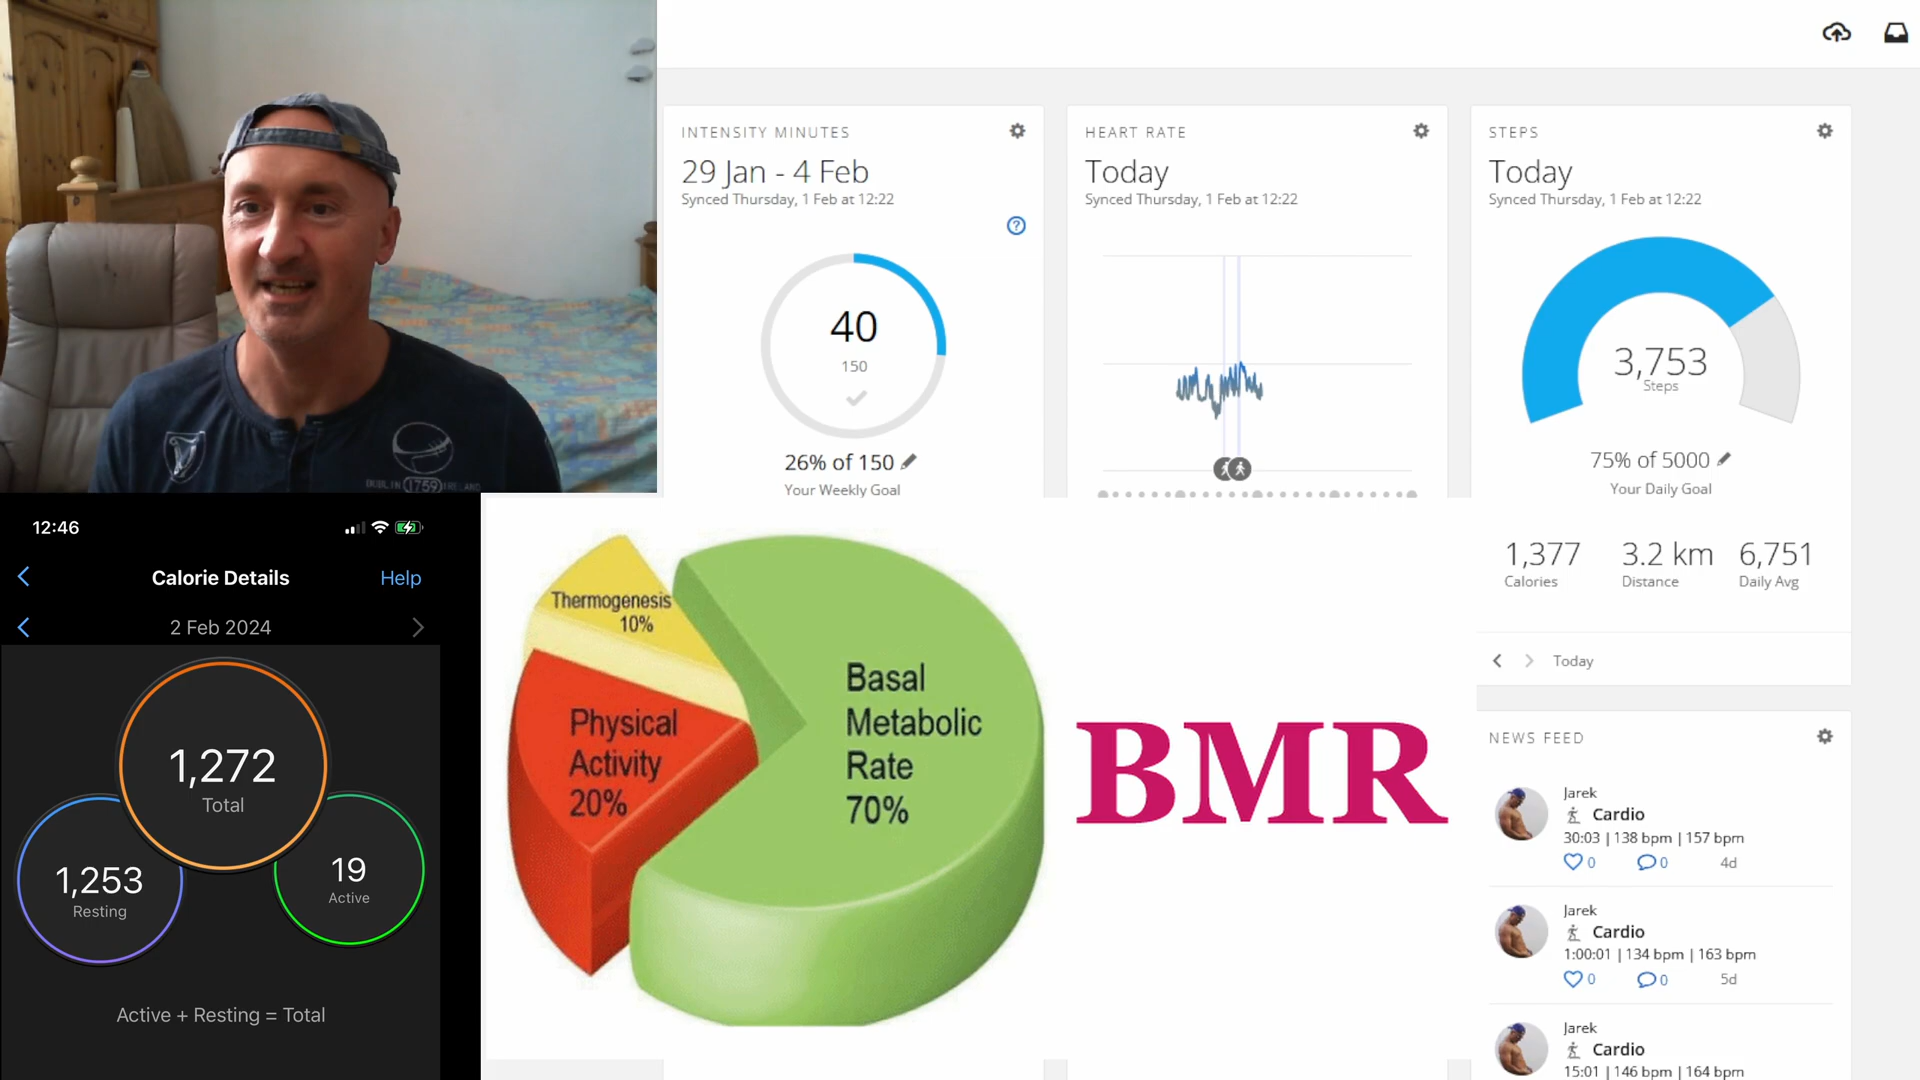 INTENSITY MINUTES
29 Jan - 4 Feb
Synced Thursday, 1 Feb at 12:22
40
150
26% of 150
Your Weekly Goal
HEART RATE
Today
Synced Thursday, 1 Feb at 12:22
STEPS
Today
Synced Thursday, 1 Feb at 12:22
3,753
Steps
75% of 5000
Your Daily Goal
1,377
Calories
3.2 km
Distance
6,751
Daily Avg
Today
NEWS FEED
Jarek
Cardio
30:03 | 138 bpm | 157 bpm
0 0 4d
Jarek
Cardio
1:00:01 | 134 bpm | 163 bpm
0 0 5d
Jarek
Cardio
15:01 | 146 bpm | 164 bpm
DUBLIN 1759 IRELAND
12:46
Calorie Details
Help
2 Feb 2024
1,272
Total
1,253
Resting
19
Active
Active + Resting = Total
Thermogenesis
10%
Physical
Activity
20%
Basal
Metabolic
Rate
70%
BMR